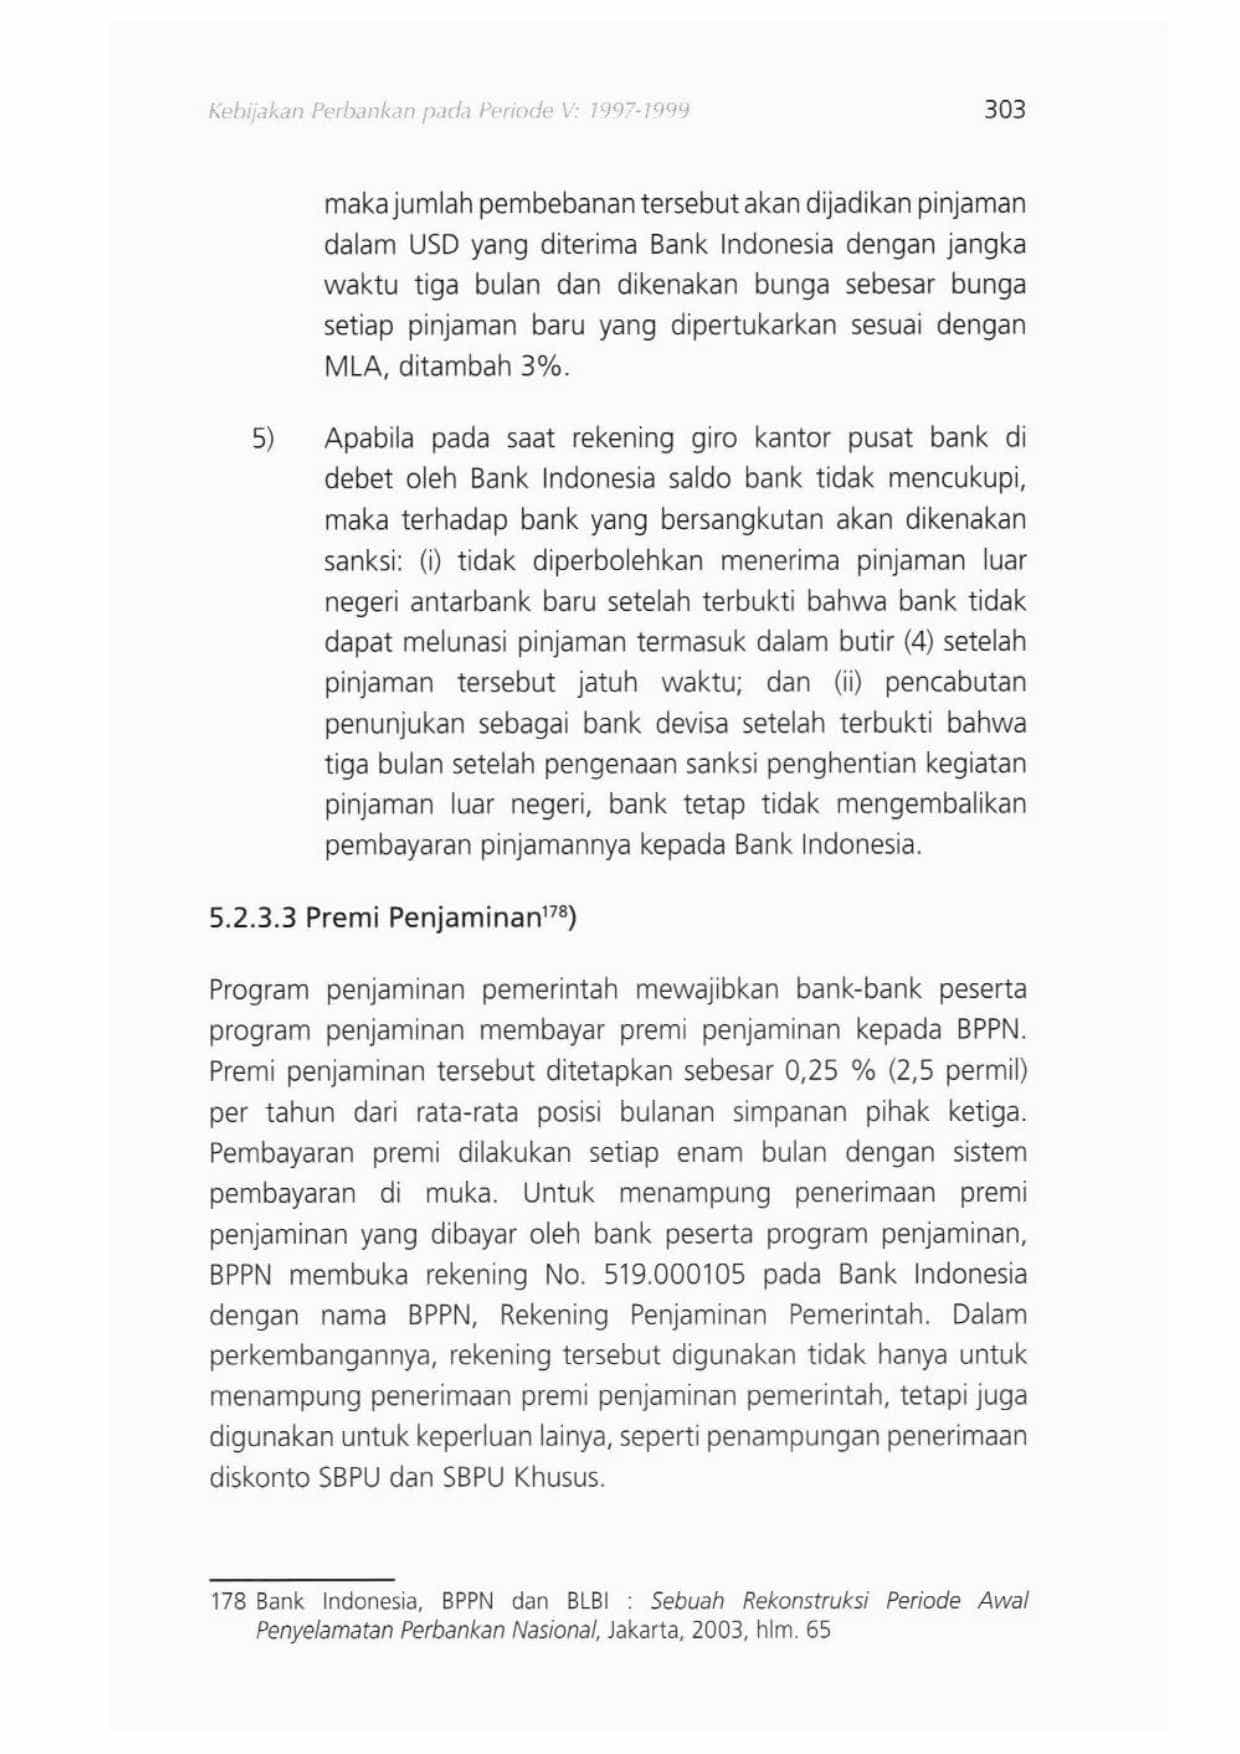 Kebijakan Perbankan pada Periode V: 1997-1999 303
maka jumlah pembebanan tersebut akan dijadikan pinjaman
dalam USD yang diterima Bank Indonesia dengan jangka
waktu tiga bulan dan dikenakan bunga sebesar bunga
setiap pinjaman baru yang dipertukarkan sesuai dengan
MLA, ditambah 3%.
5) Apabila pada saat rekening giro kantor pusat bank di
debet oleh Bank Indonesia saldo bank tidak mencukupi,
maka terhadap bank yang bersangkutan akan dikenakan
sanksi: (i) tidak diperbolehkan menerima pinjaman luar
negeri antarbank baru setelah terbukti bahwa bank tidak
dapat melunasi pinjaman termasuk dalam butir (4) setelah
pinjaman tersebut jatuh waktu; dan (ii) pencabutan
penunjukan sebagai bank devisa setelah terbukti bahwa
tiga bulan setelah pengenaan sanksi penghentian kegiatan
pinjaman luar negeri, bank tetap tidak mengembalikan
pembayaran pinjamannya kepada Bank Indonesia.
5.2.3.3 Premi Penjaminan¹⁷⁸)
Program penjaminan pemerintah mewajibkan bank-bank peserta
program penjaminan membayar premi penjaminan kepada BPPN.
Premi penjaminan tersebut ditetapkan sebesar 0,25 % (2,5 permil)
per tahun dari rata-rata posisi bulanan simpanan pihak ketiga.
Pembayaran premi dilakukan setiap enam bulan dengan sistem
pembayaran di muka. Untuk menampung penerimaan premi
penjaminan yang dibayar oleh bank peserta program penjaminan,
BPPN membuka rekening No. 519.000105 pada Bank Indonesia
dengan nama BPPN, Rekening Penjaminan Pemerintah. Dalam
perkembangannya, rekening tersebut digunakan tidak hanya untuk
menampung penerimaan premi penjaminan pemerintah, tetapi juga
digunakan untuk keperluan lainya, seperti penampungan penerimaan
diskonto SBPU dan SBPU Khusus.
178 Bank Indonesia, BPPN dan BLBI : Sebuah Rekonstruksi Periode Awal
Penyelamatan Perbankan Nasional, Jakarta, 2003, hlm. 65